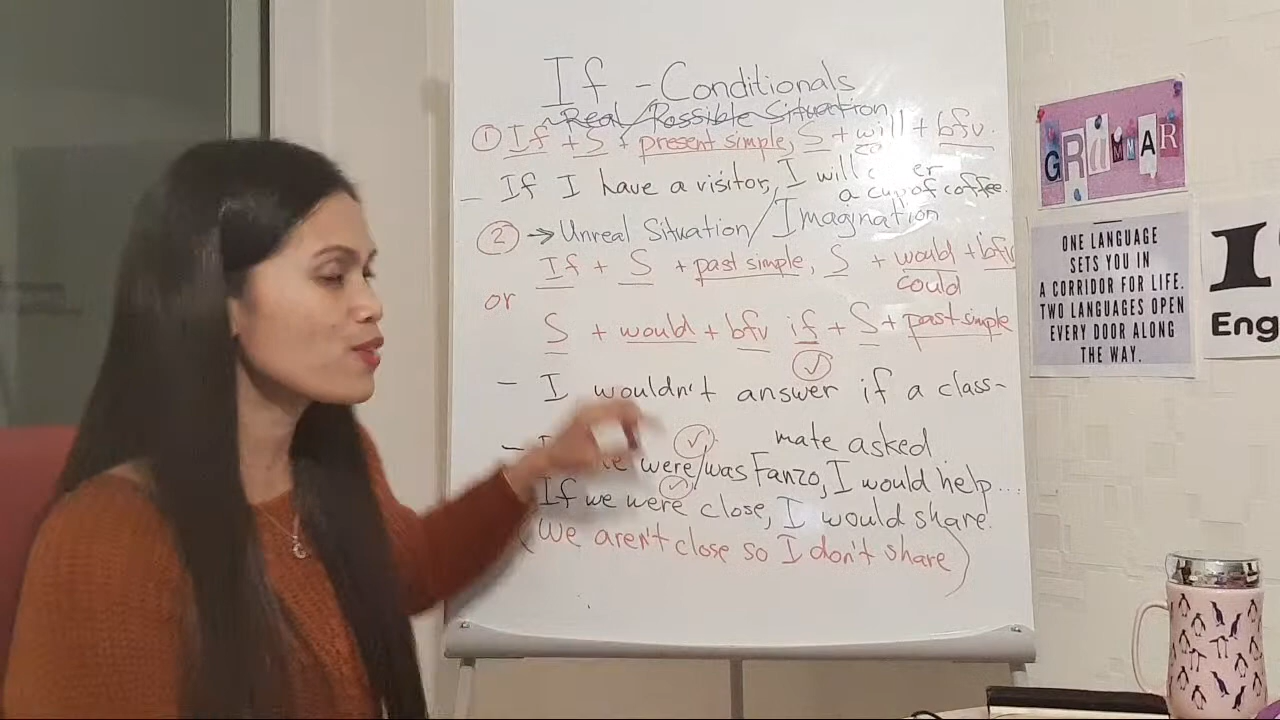 If - Conditionals
Real/Possible Situation
① If + S + present simple, S + will + bfv.
- If I have a visitor, I will er
a cup of coffee.
② → Unreal Situation/Imagination
If + S + past simple, S + would + bfv
could
or
S + would + bfv if + S + past simple
✓
- I wouldn't answer if a class-
mate asked
- ✓
were/was Fanzo, I would help...
✓
If we were close, I would share.
(We aren't close so I don't share)
GRAMMAR
ONE LANGUAGE
SETS YOU IN
A CORRIDOR FOR LIFE.
TWO LANGUAGES OPEN
EVERY DOOR ALONG
THE WAY.
I
Eng